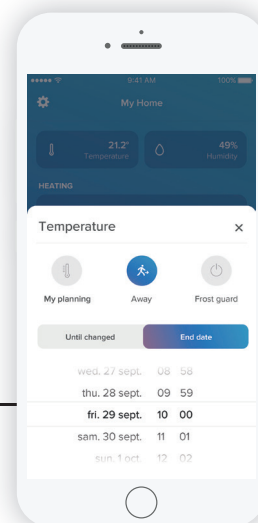 9:41 AM 100%
My Home
21.2° 49%
Temperature Humidity
HEATING
Temperature ×
My planning Away Frost guard
Until changed End date
wed. 27 sept. 08 58
thu. 28 sept. 09 59
fri. 29 sept. 10 00
sam. 30 sept. 11 01
sun. 1 oct. 12 02